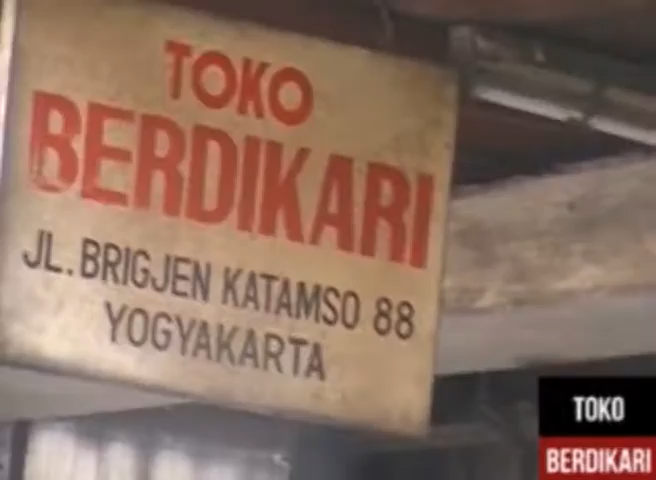 TOKO
BERDIKARI
JL. BRIGJEN KATAMSO 88
YOGYAKARTA
TOKO
BERDIKARI